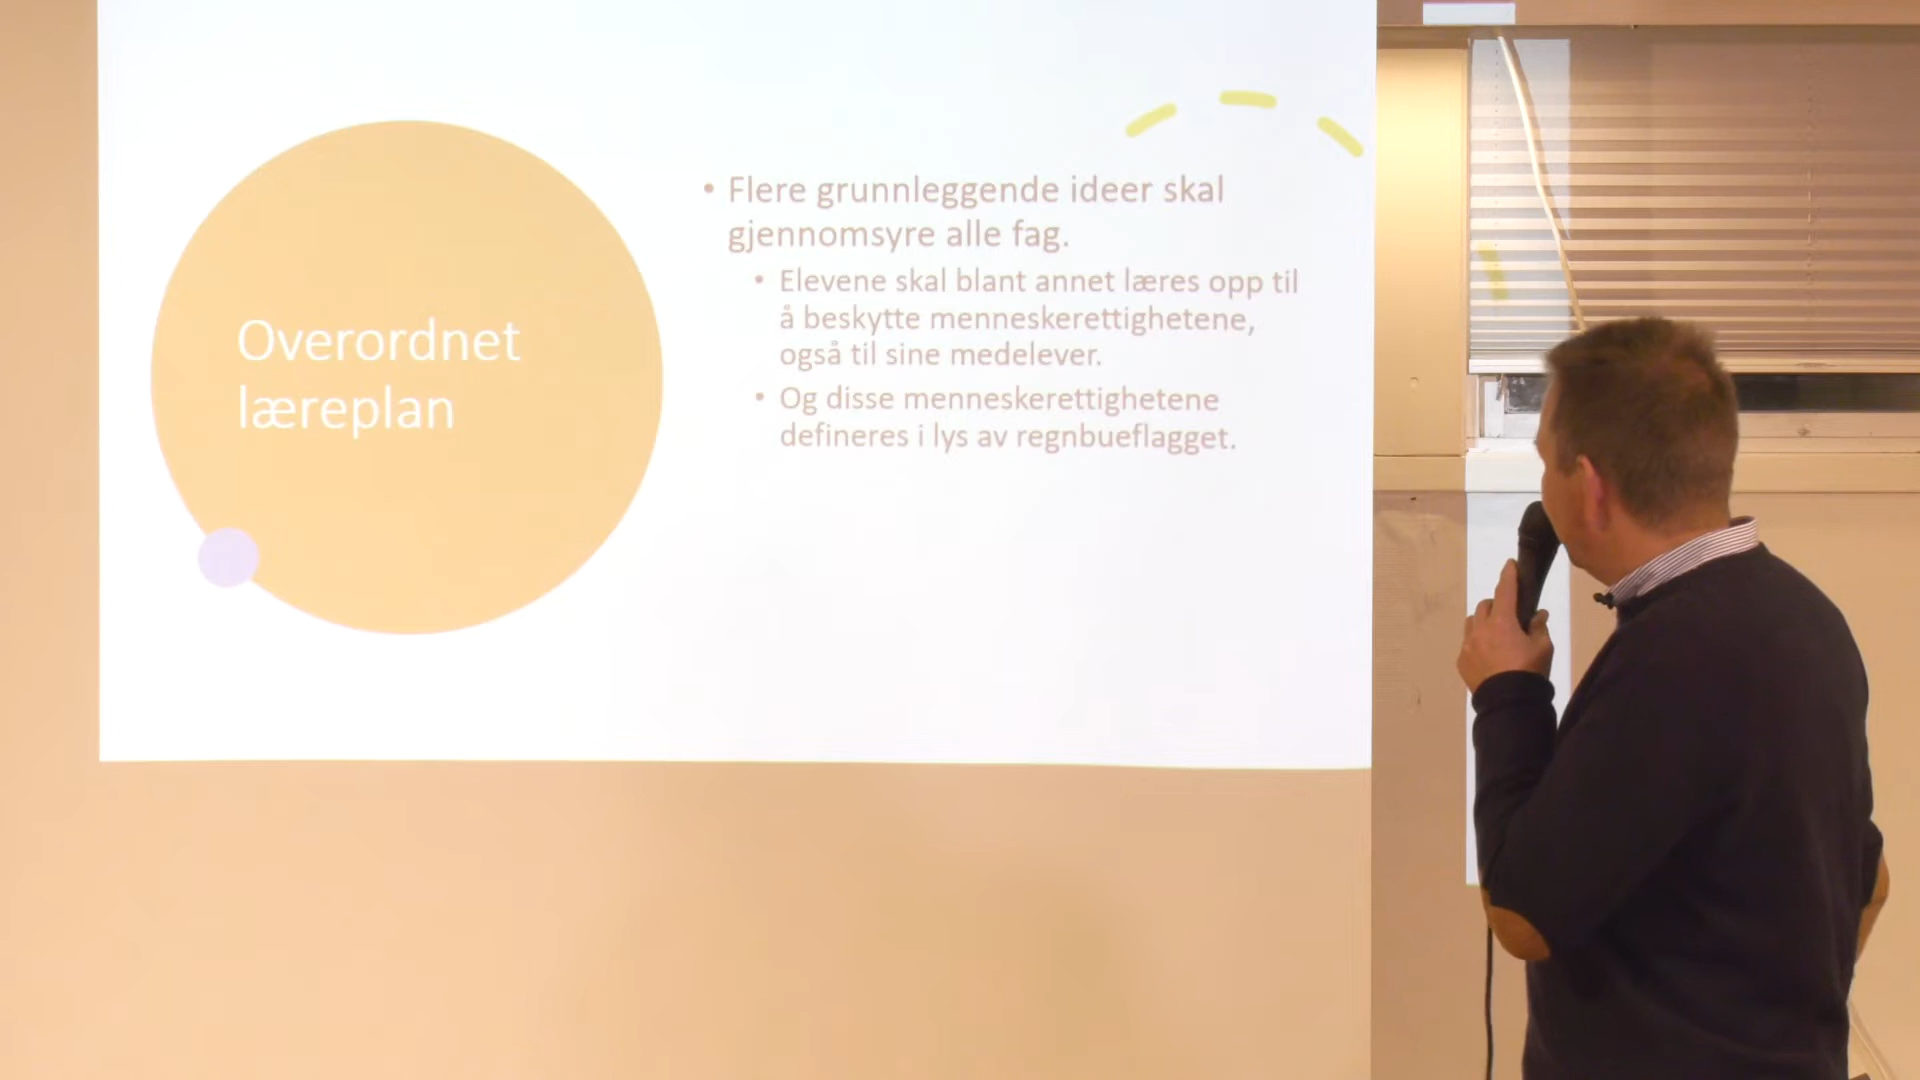 Overordnet
læreplan
• Flere grunnleggende ideer skal
gjennomsyre alle fag.
• Elevene skal blant annet læres opp til
å beskytte menneskerettighetene,
også til sine medelever.
• Og disse menneskerettighetene
defineres i lys av regnbueflagget.